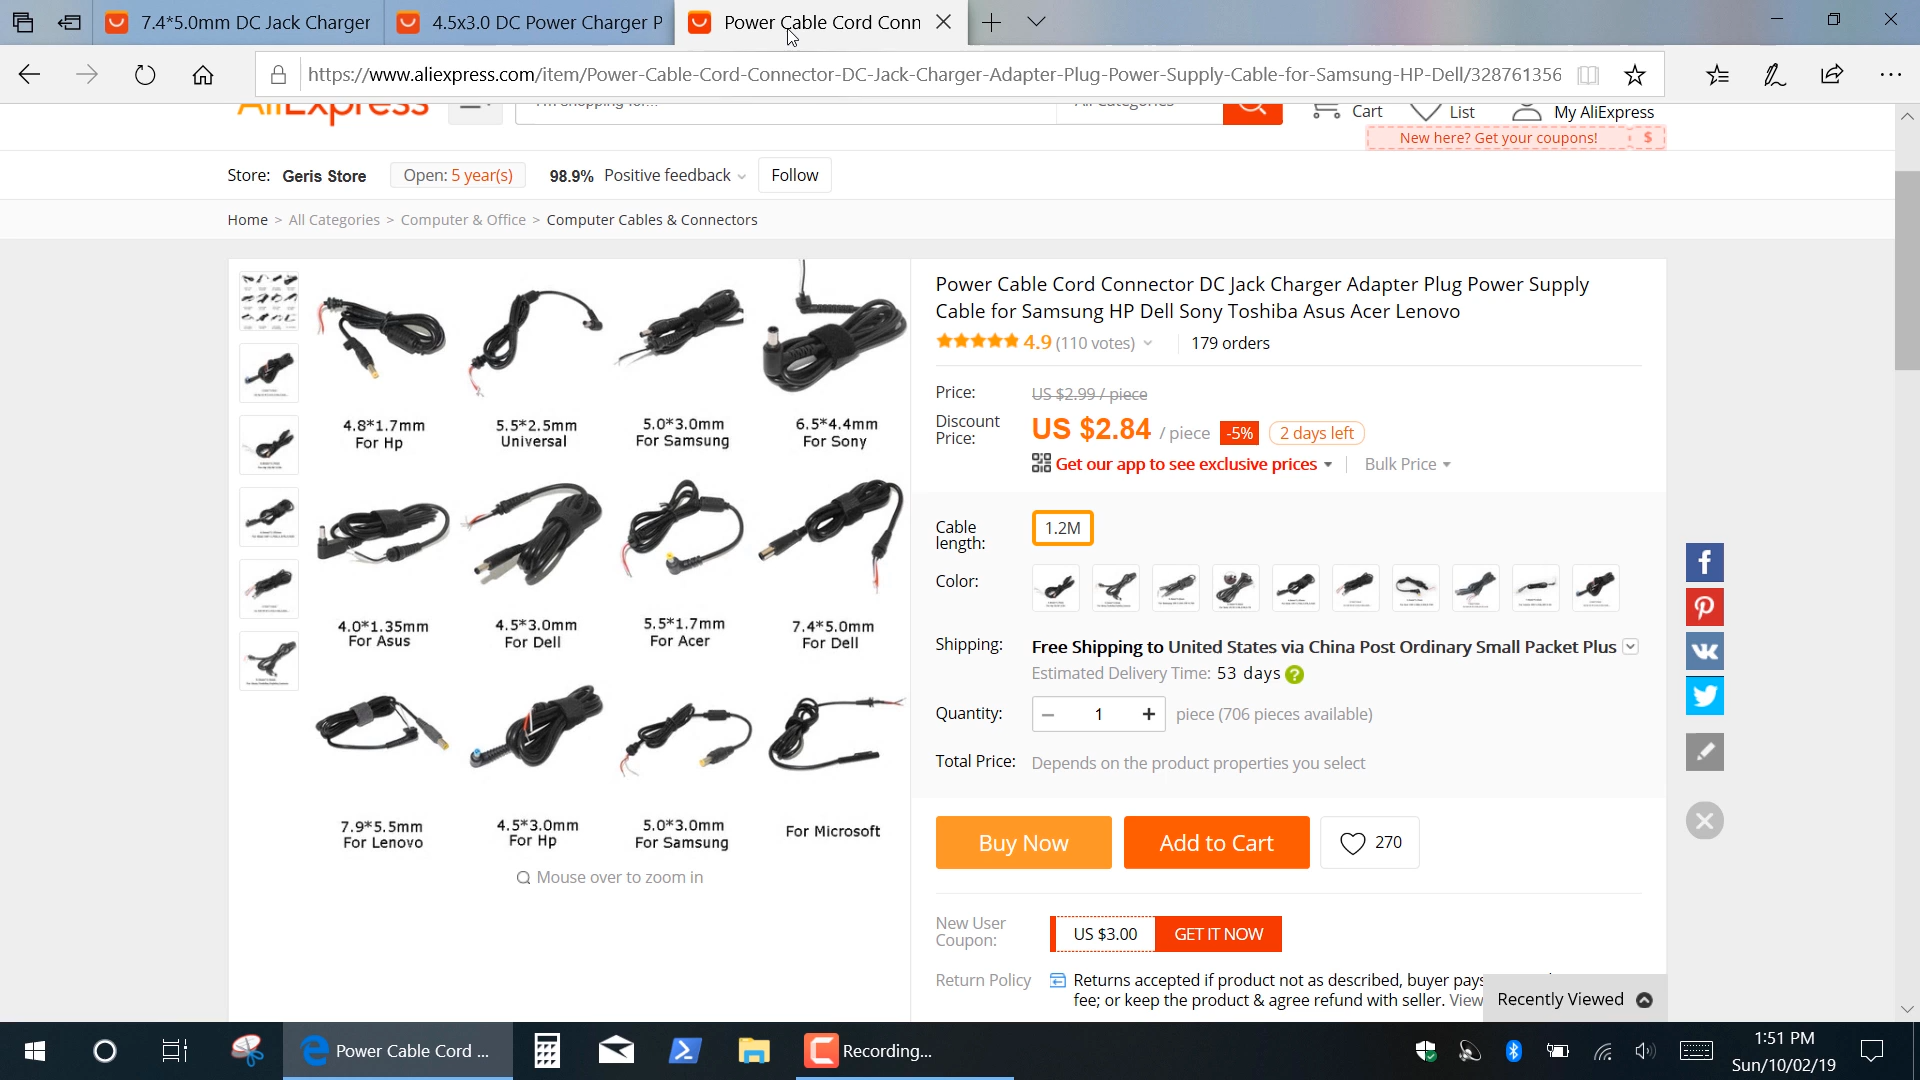 7.4*5.0mm DC Jack Charger
4.5x3.0 DC Power Charger P
Power Cable Cord Conn
https://www.aliexpress.com/item/Power-Cable-Cord-Connector-DC-Jack-Charger-Adapter-Plug-Power-Supply-Cable-for-Samsung-HP-Dell/328761356
AliExpress
I'm shopping for...
All Categories
Cart
List
My AliExpress
New here? Get your coupons!
$
Store: Geris Store
Open: 5 year(s)
98.9% Positive feedback
Follow
Home > All Categories > Computer & Office > Computer Cables & Connectors
4.8*1.7mm
For Hp
5.5*2.5mm
Universal
5.0*3.0mm
For Samsung
6.5*4.4mm
For Sony
4.0*1.35mm
For Asus
4.5*3.0mm
For Dell
5.5*1.7mm
For Acer
7.4*5.0mm
For Dell
7.9*5.5mm
For Lenovo
4.5*3.0mm
For Hp
5.0*3.0mm
For Samsung
For Microsoft
Mouse over to zoom in
Power Cable Cord Connector DC Jack Charger Adapter Plug Power Supply
Cable for Samsung HP Dell Sony Toshiba Asus Acer Lenovo
4.9 (110 votes)
179 orders
Price:
US $2.99 / piece
Discount
Price:
US $2.84 / piece
-5%
2 days left
Get our app to see exclusive prices
Bulk Price
Cable
length:
1.2M
Color:
Shipping:
Free Shipping to United States via China Post Ordinary Small Packet Plus
Estimated Delivery Time: 53 days ?
Quantity:
− 1 +
piece (706 pieces available)
Total Price:
Depends on the product properties you select
Buy Now
Add to Cart
270
New User
Coupon:
US $3.00
GET IT NOW
Return Policy
Returns accepted if product not as described, buyer pays
fee; or keep the product & agree refund with seller. View
Recently Viewed
Power Cable Cord ...
Recording...
1:51 PM
Sun/10/02/19